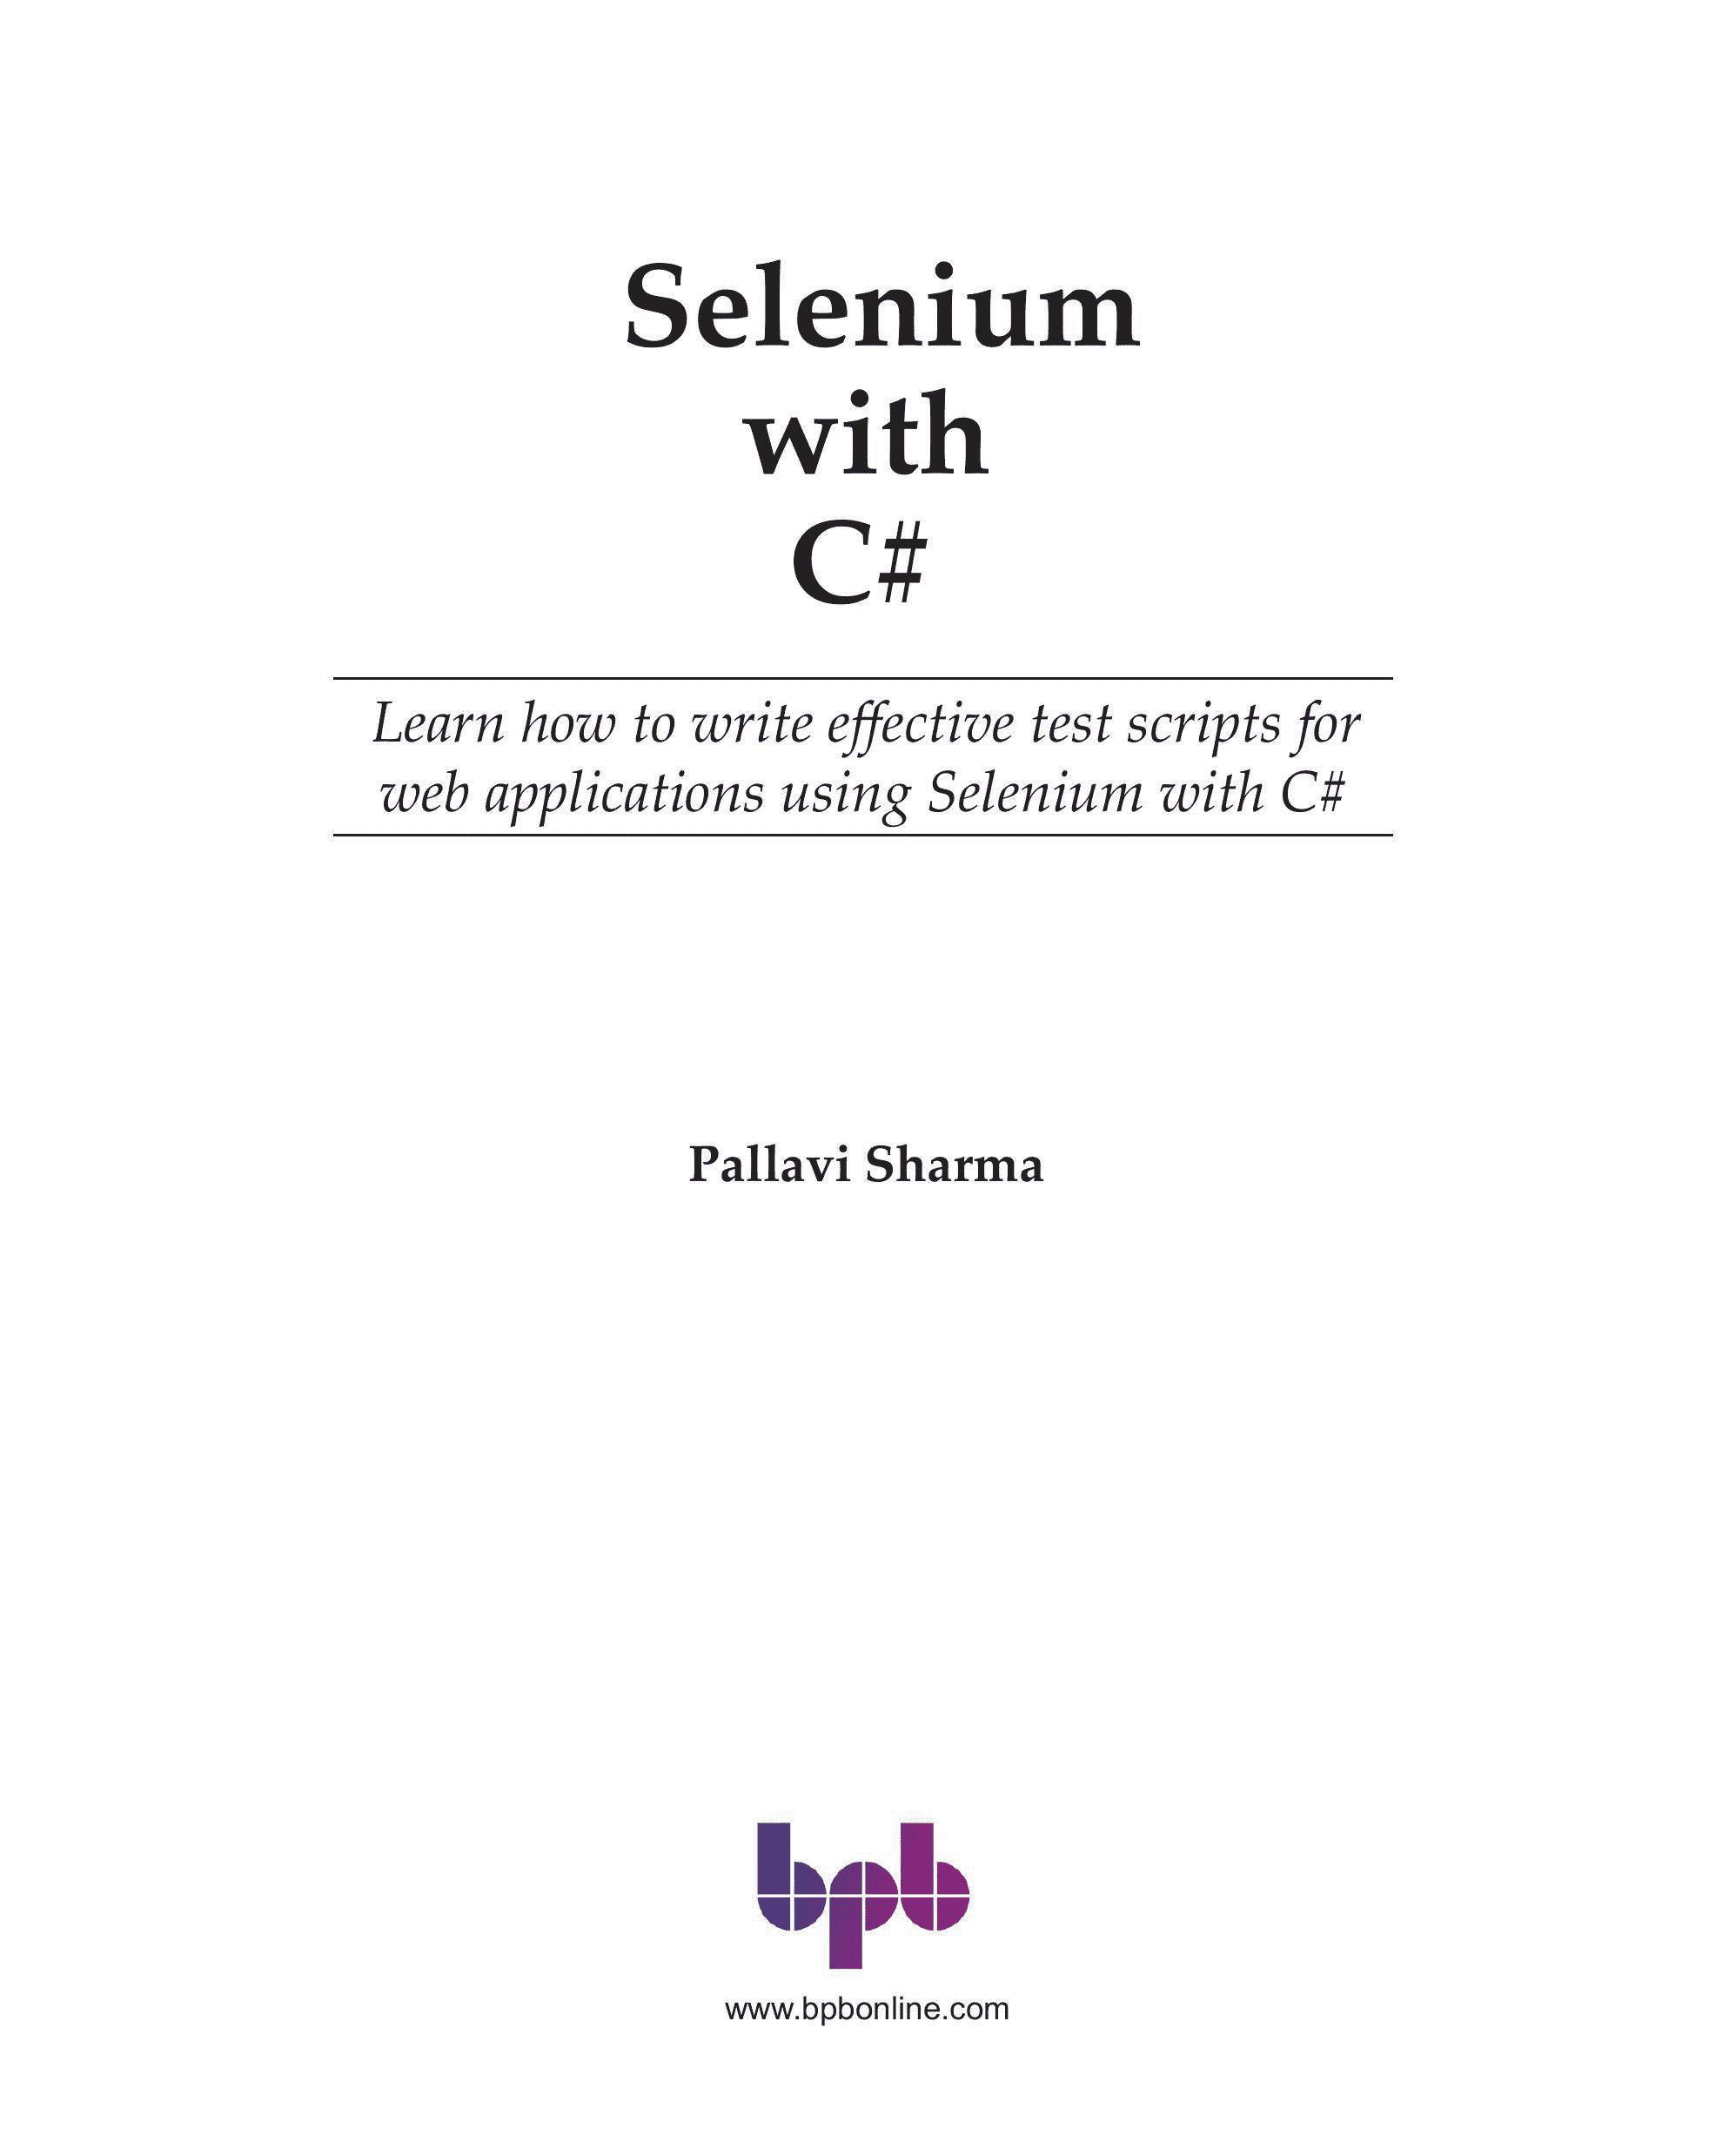 Selenium
with
C#
Learn how to write effective test scripts for
web applications using Selenium with C#
Pallavi Sharma
bpb
www.bpbonline.com